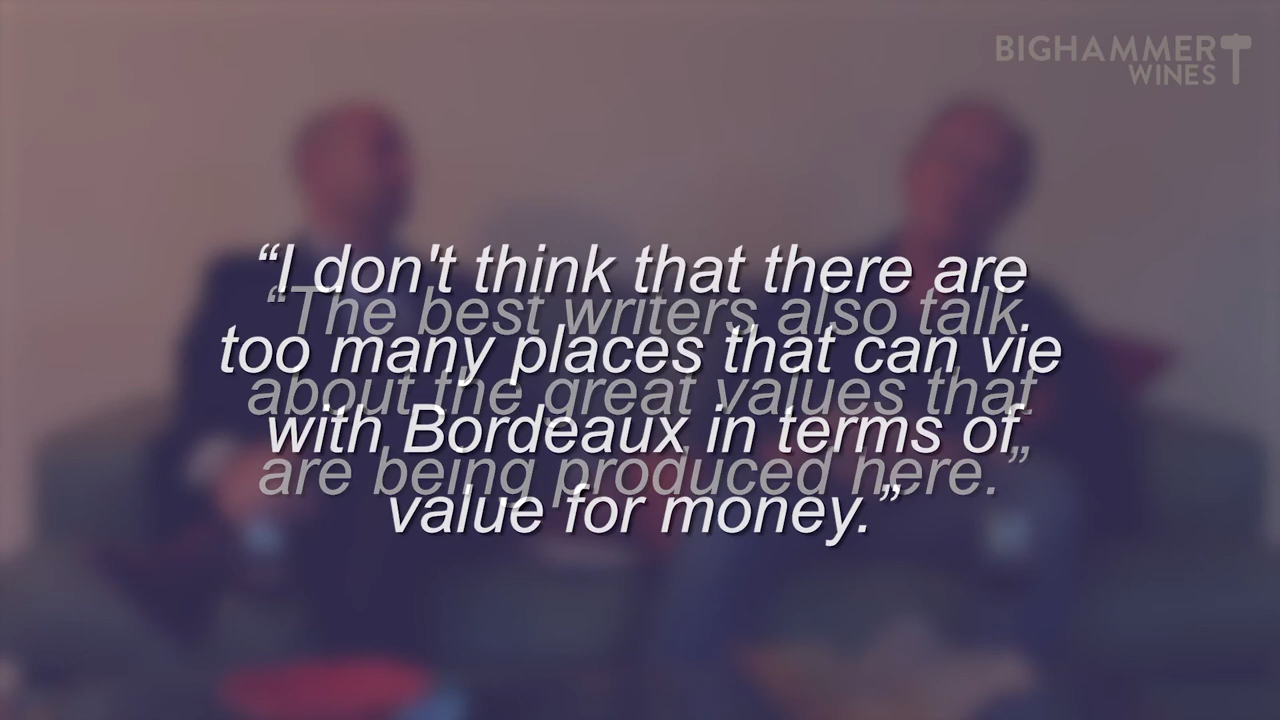 BIGHAMMER
WINES
“I don't think that there are
too many places that can vie
with Bordeaux in terms of
value for money.”
“The best writers also talk
about the great values that
are being produced here.”